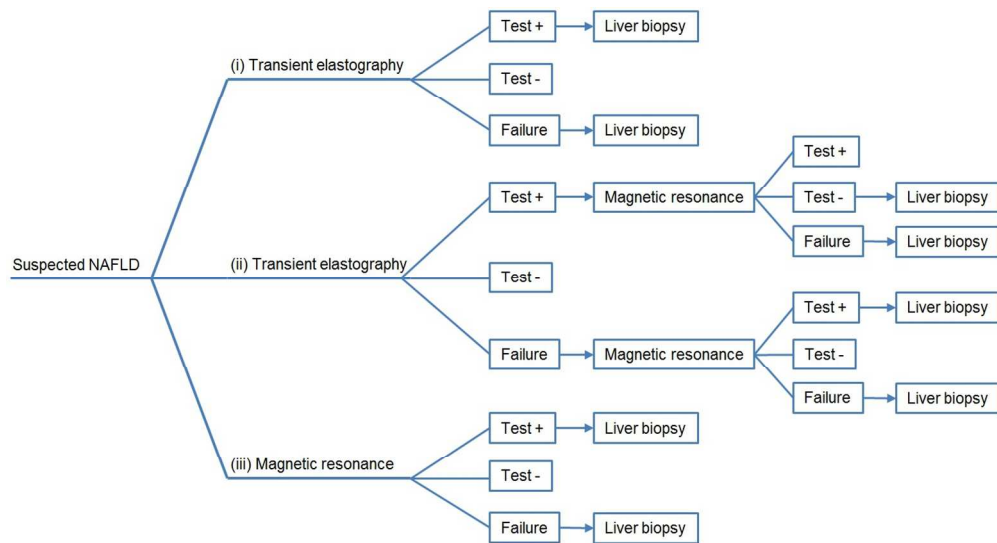 Test + Liver biopsy
(i) Transient elastography Test -
Failure Liver biopsy
Test +
Test + Magnetic resonance Test - Liver biopsy
Failure Liver biopsy
Suspected NAFLD (ii) Transient elastography Test -
Test + Liver biopsy
Failure Magnetic resonance Test -
Failure Liver biopsy
Test + Liver biopsy
(iii) Magnetic resonance Test -
Failure Liver biopsy